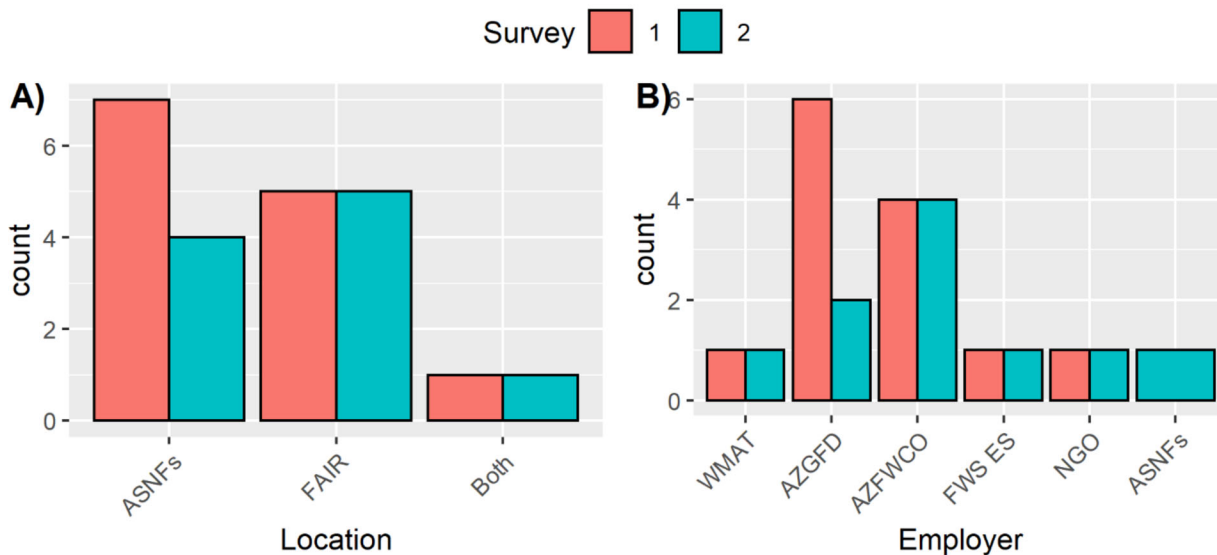 Survey 1 2
A)
count
6
4
2
0
ASNFs
FAIR
Both
Location
B)
count
6
4
2
0
WMAT
AZGFD
AZFWCO
FWS ES
NGO
ASNFs
Employer